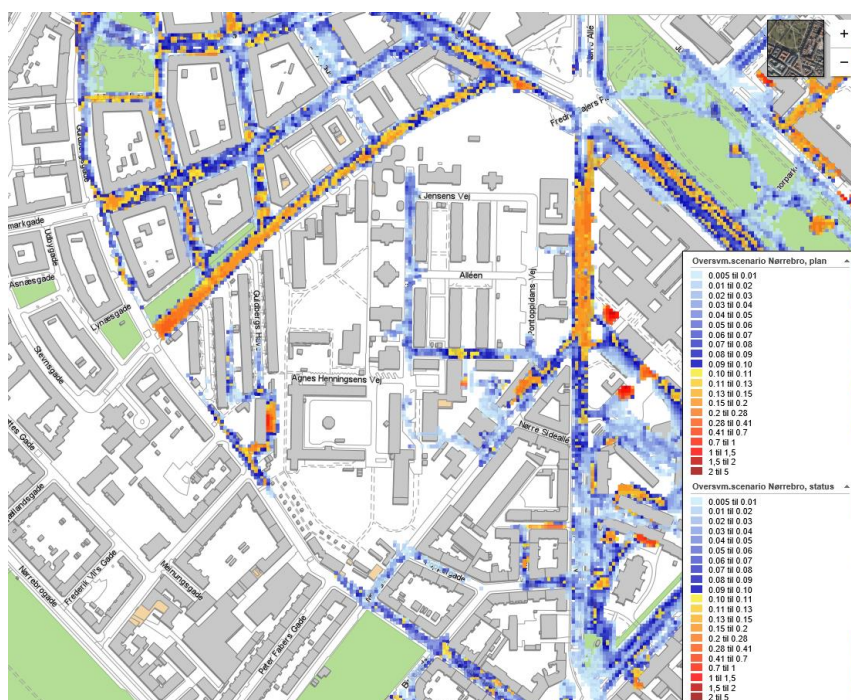 +
−
Jensens Vej
Alléen
Pontoppidans Vej
Guldbergs Have
Agnes Henningsens Vej
Nørre Sideallé
Udbygade
Asnæsgade
Lynæsgade
Stevnsgade
Meinungsgade
Frederik VII's Gade
Nørrebrogade
Peter Fabers Gade
Oversvm.scenario Nørrebro, plan
0.005 til 0.01
0.01 til 0.02
0.02 til 0.03
0.03 til 0.04
0.04 til 0.05
0.05 til 0.06
0.06 til 0.07
0.07 til 0.08
0.08 til 0.09
0.09 til 0.10
0.10 til 0.11
0.11 til 0.13
0.13 til 0.15
0.15 til 0.2
0.2 til 0.28
0.28 til 0.41
0.41 til 0.7
0.7 til 1
1 til 1,5
1,5 til 2
2 til 5
Oversvm.scenario Nørrebro, status
0.005 til 0.01
0.01 til 0.02
0.02 til 0.03
0.03 til 0.04
0.04 til 0.05
0.05 til 0.06
0.06 til 0.07
0.07 til 0.08
0.08 til 0.09
0.09 til 0.10
0.10 til 0.11
0.11 til 0.13
0.13 til 0.15
0.15 til 0.2
0.2 til 0.28
0.28 til 0.41
0.41 til 0.7
0.7 til 1
1 til 1,5
1,5 til 2
2 til 5